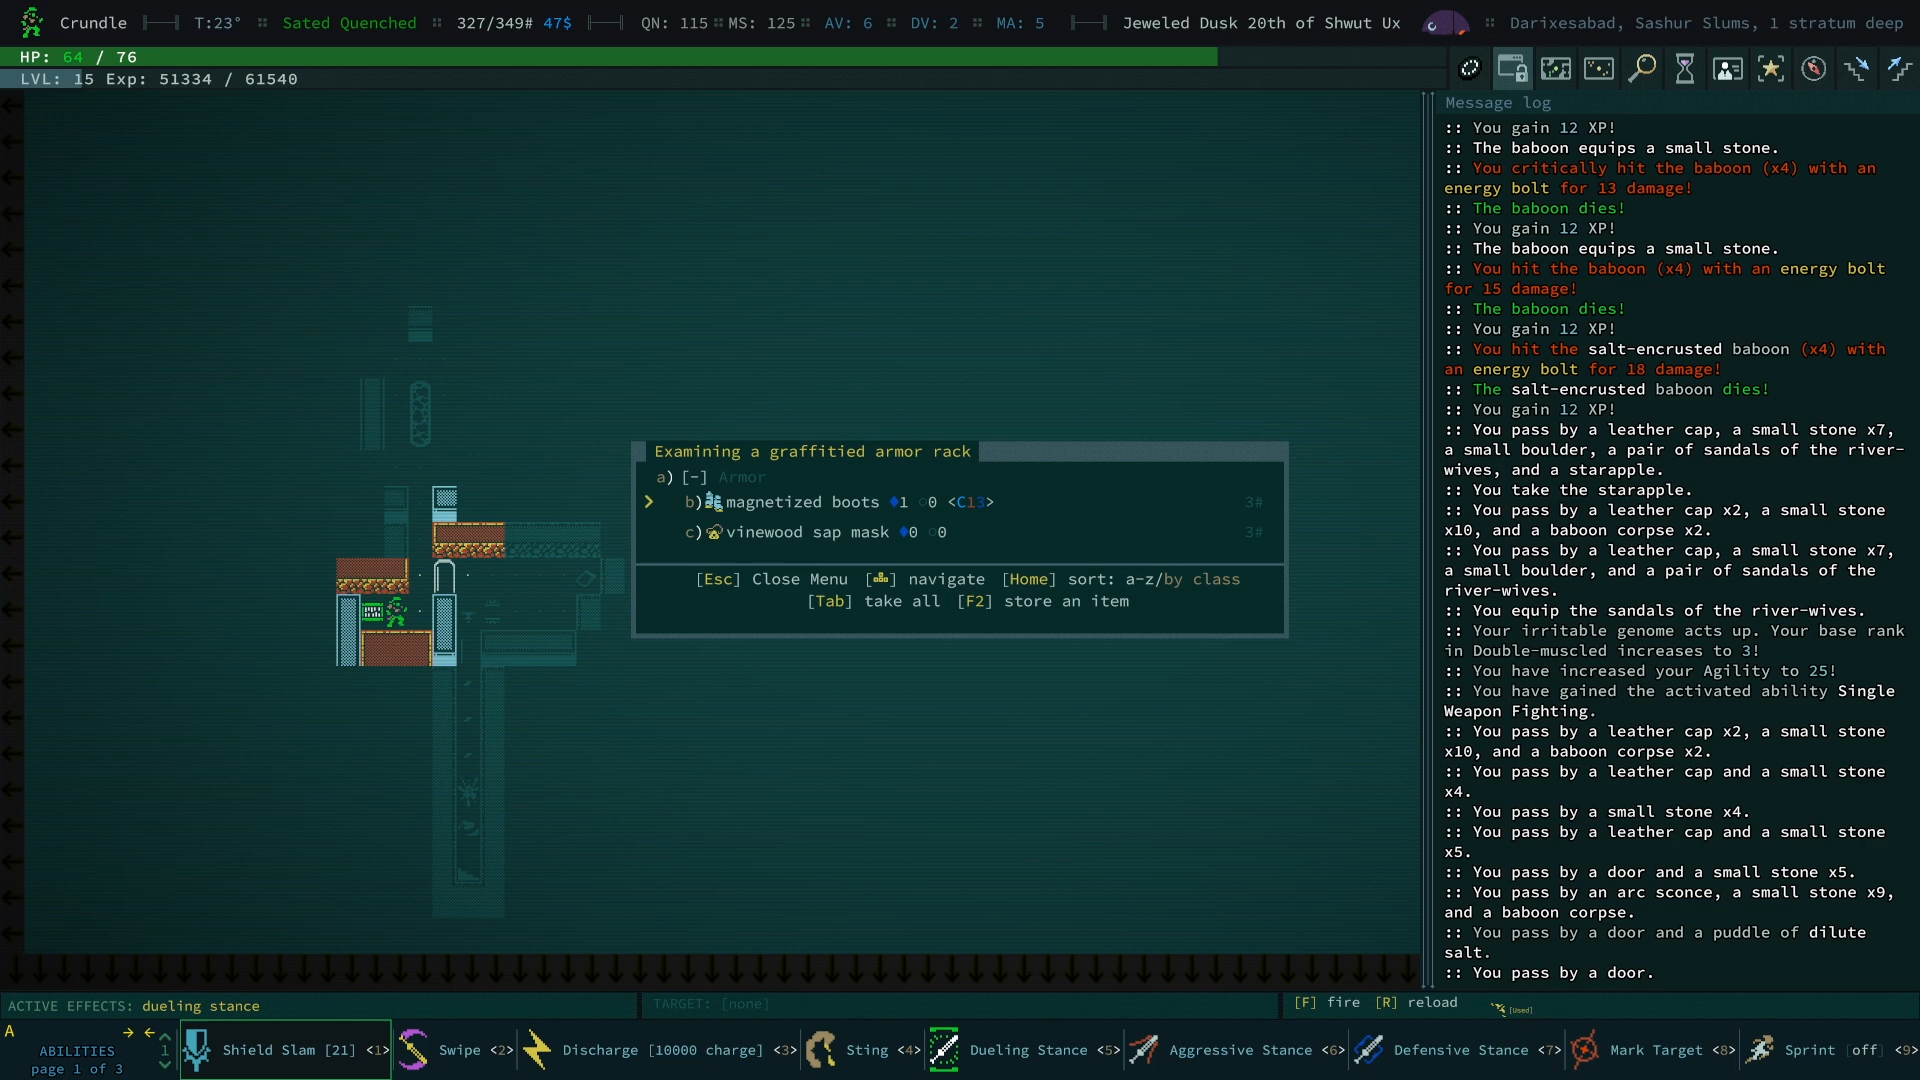 Crundle T:23° Sated Quenched 327/349# 47$ QN: 115 MS: 125 AV: 6 DV: 2 MA: 5 Jeweled Dusk 20th of Shwut Ux Darixesabad, Sashur Slums, 1 stratum deep
HP: 64 / 76
LVL: 15 Exp: 51334 / 61540
Message log
:: You gain 12 XP!
:: The baboon equips a small stone.
:: You critically hit the baboon (x4) with an
energy bolt for 13 damage!
:: The baboon dies!
:: You gain 12 XP!
:: The baboon equips a small stone.
:: You hit the baboon (x4) with an energy bolt
for 15 damage!
:: The baboon dies!
:: You gain 12 XP!
:: You hit the salt-encrusted baboon (x4) with
an energy bolt for 18 damage!
:: The salt-encrusted baboon dies!
:: You gain 12 XP!
:: You pass by a leather cap, a small stone x7,
a small boulder, a pair of sandals of the river-
wives, and a starapple.
:: You take the starapple.
:: You pass by a leather cap x2, a small stone
x10, and a baboon corpse x2.
:: You pass by a leather cap, a small stone x7,
a small boulder, and a pair of sandals of the
river-wives.
:: You equip the sandals of the river-wives.
:: Your irritable genome acts up. Your base rank
in Double-muscled increases to 3!
:: You have increased your Agility to 25!
:: You have gained the activated ability Single
Weapon Fighting.
:: You pass by a leather cap x2, a small stone
x10, and a baboon corpse x2.
:: You pass by a leather cap and a small stone
x4.
:: You pass by a small stone x4.
:: You pass by a leather cap and a small stone
x5.
:: You pass by a door and a small stone x5.
:: You pass by an arc sconce, a small stone x9,
and a baboon corpse.
:: You pass by a door and a puddle of dilute
salt.
:: You pass by a door.
Examining a graffitied armor rack
a) [-] Armor
> b) magnetized boots ♦1 ○0 <C13> 3#
c) vinewood sap mask ♦0 ○0 3#
[Esc] Close Menu [] navigate [Home] sort: a-z/by class
[Tab] take all [F2] store an item
ACTIVE EFFECTS: dueling stance
TARGET: [none]
[F] fire [R] reload [Used]
A
ABILITIES
page 1 of 3
1
Shield Slam [21] <1> Swipe <2> Discharge [10000 charge] <3> Sting <4> Dueling Stance <5> Aggressive Stance <6> Defensive Stance <7> Mark Target <8> Sprint [off] <9>